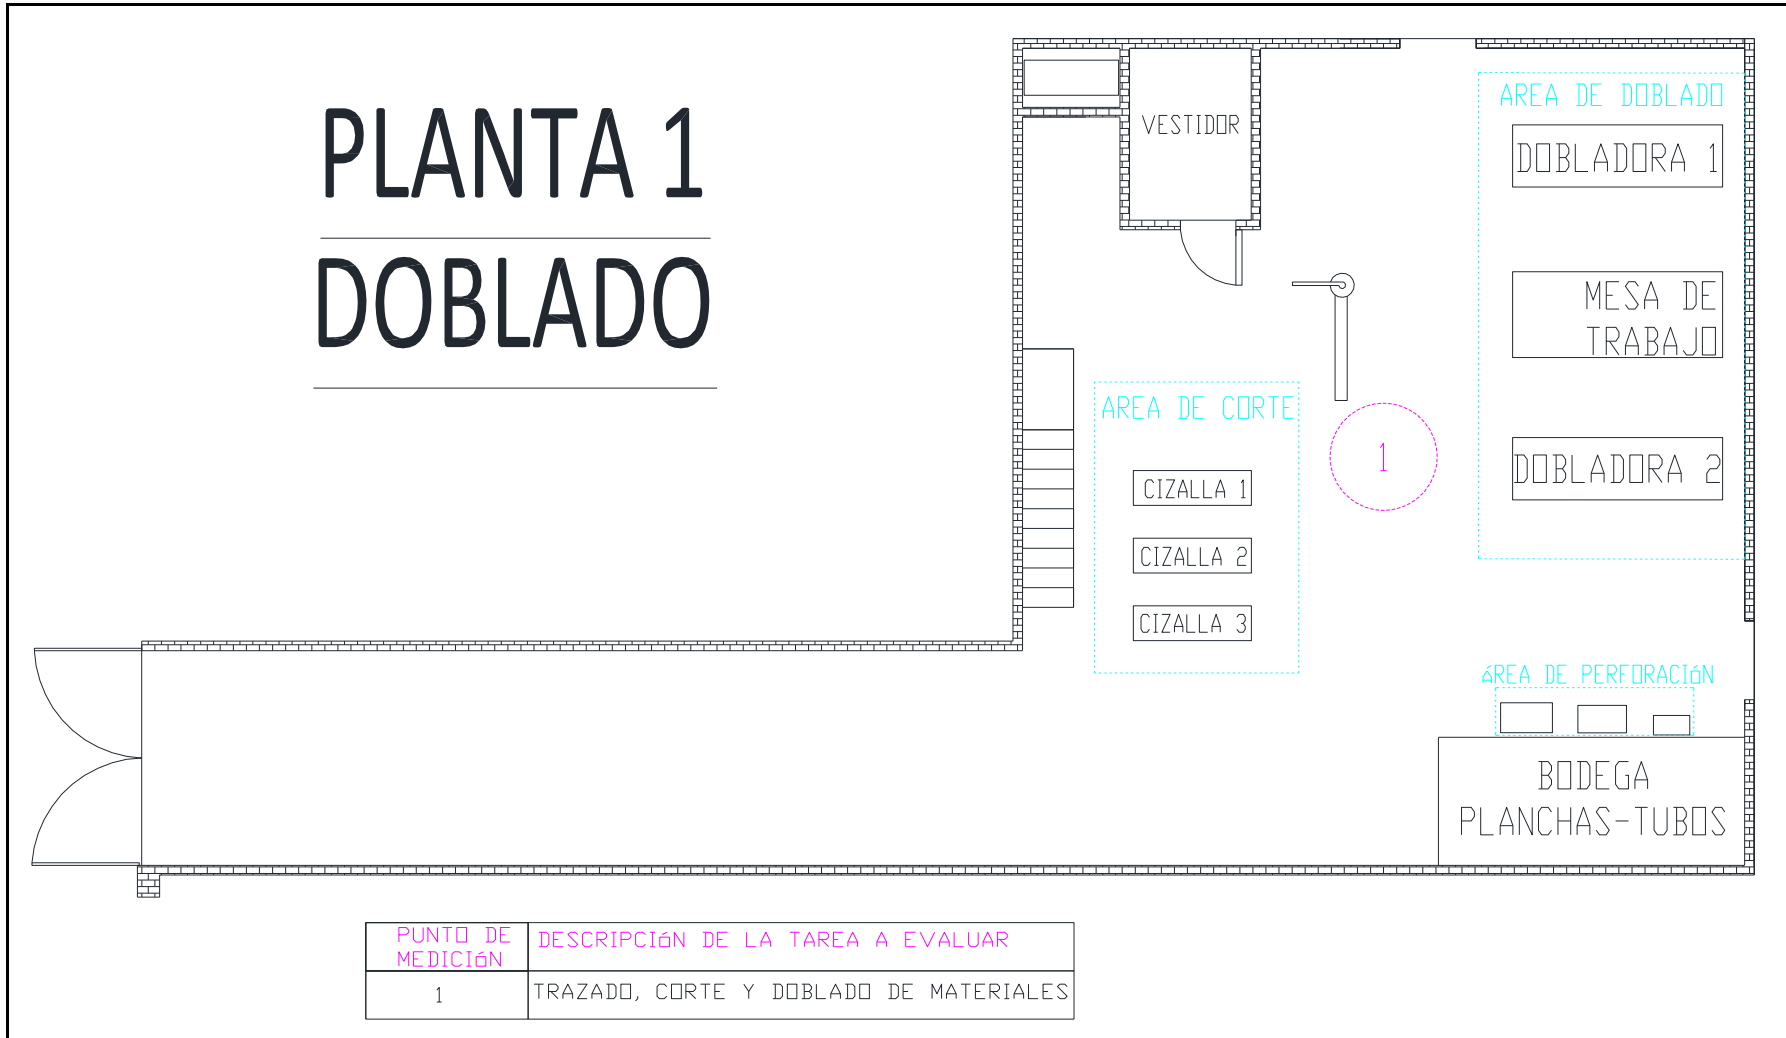 PLANTA 1
DOBLADO
VESTIDOR
AREA DE DOBLADO
DOBLADORA 1
MESA DE
TRABAJO
DOBLADORA 2
AREA DE CORTE
CIZALLA 1
CIZALLA 2
CIZALLA 3
1
ÁREA DE PERFORACIóN
BODEGA
PLANCHAS-TUBOS
PUNTO DE
MEDICIóN
DESCRIPCIóN DE LA TAREA A EVALUAR
1
TRAZADO, CORTE Y DOBLADO DE MATERIALES